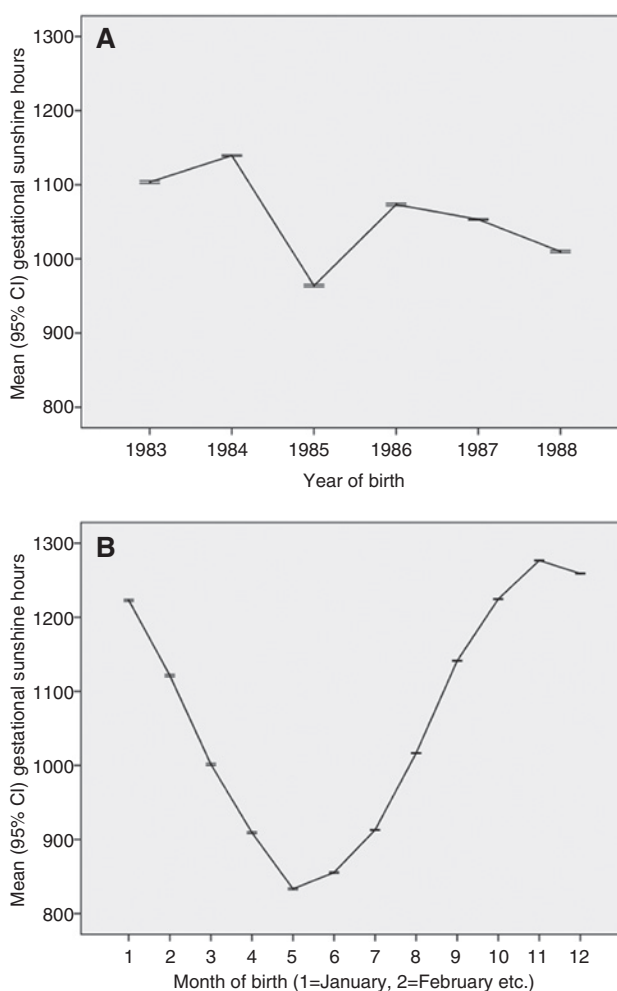 A
Mean (95% CI) gestational sunshine hours
1300
1200
1100
1000
900
800
1983 1984 1985 1986 1987 1988
Year of birth
B
Mean (95% CI) gestational sunshine hours
1300
1200
1100
1000
900
800
1 2 3 4 5 6 7 8 9 10 11 12
Month of birth (1=January, 2=February etc.)